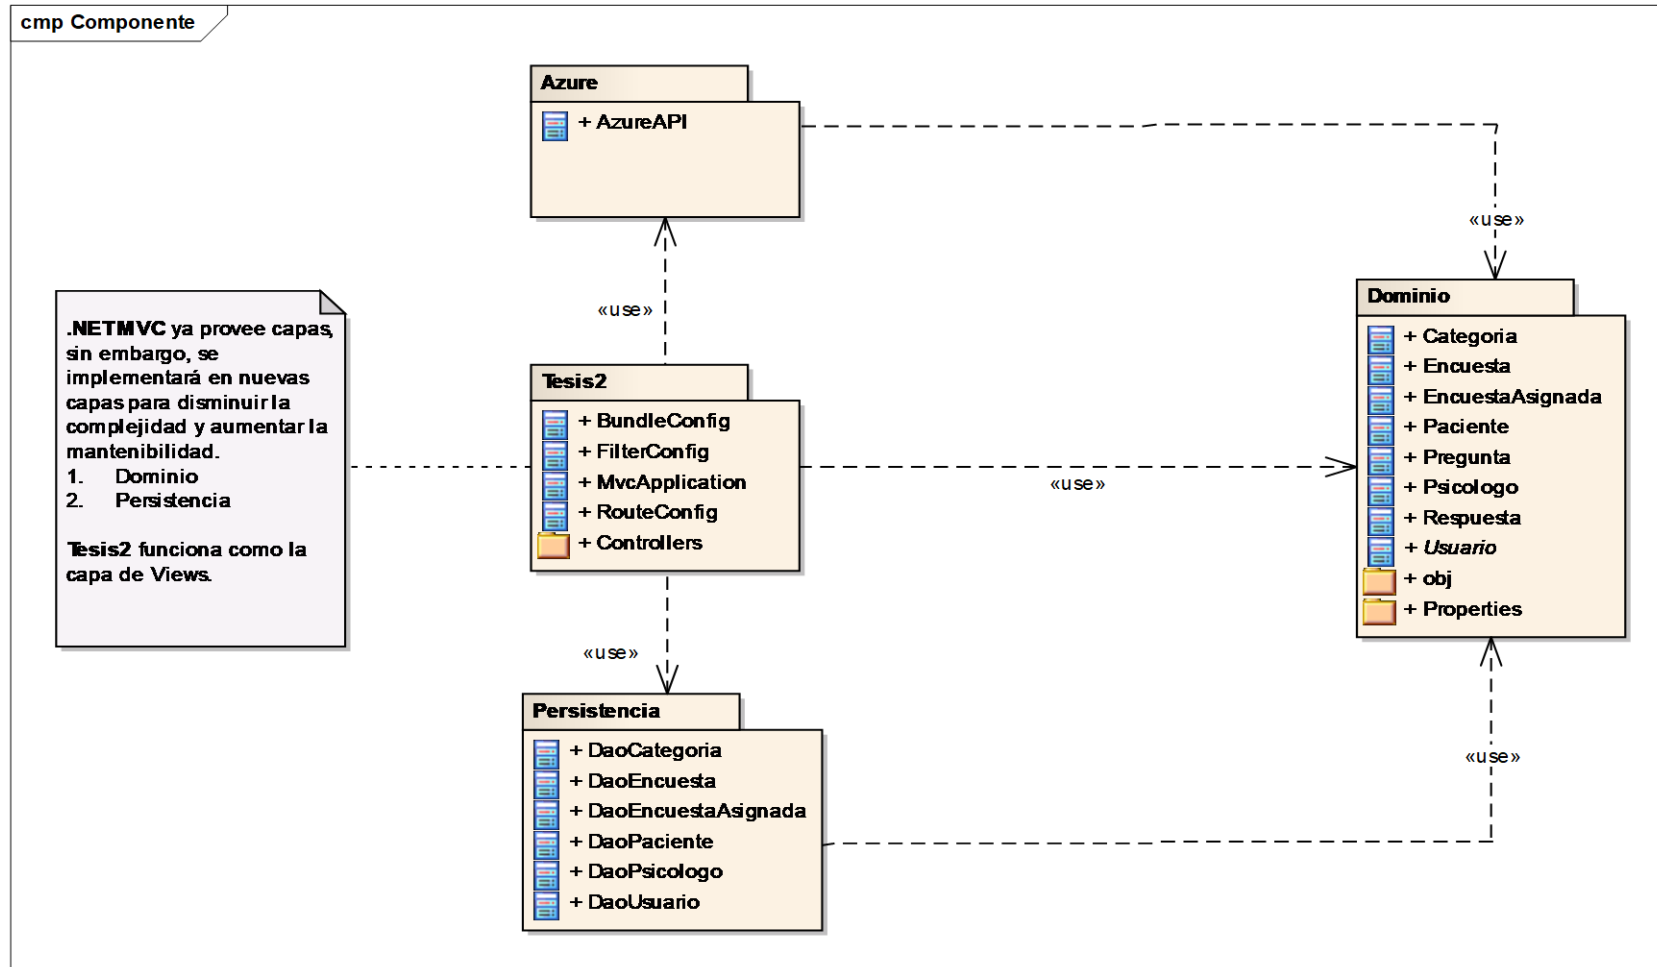 cmp Componente
Azure
+ AzureAPI
«use»
«use»
.NETMVC ya provee capas,
sin embargo, se
implementará en nuevas
capas para disminuir la
complejidad y aumentar la
mantenibilidad.
1. Dominio
2. Persistencia
Tesis2 funciona como la
capa de Views.
Tesis2
+ BundleConfig
+ FilterConfig
+ MvcApplication
+ RouteConfig
+ Controllers
«use»
Dominio
+ Categoria
+ Encuesta
+ EncuestaAsignada
+ Paciente
+ Pregunta
+ Psicologo
+ Respuesta
+ Usuario
+ obj
+ Properties
«use»
Persistencia
+ DaoCategoria
+ DaoEncuesta
+ DaoEncuestaAsignada
+ DaoPaciente
+ DaoPsicologo
+ DaoUsuario
«use»